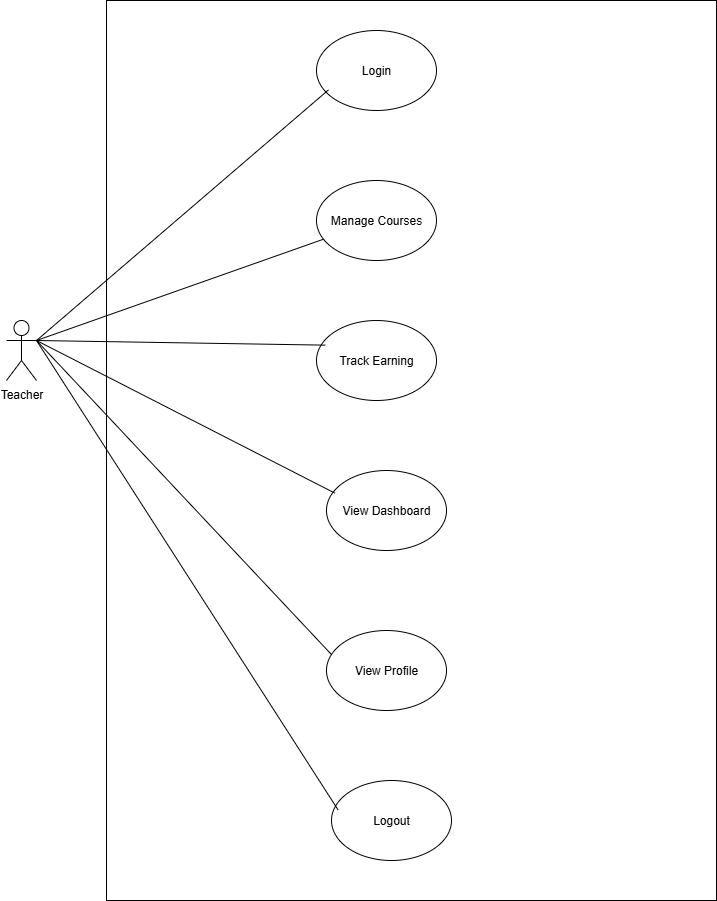 Login
Manage Courses
Track Earning
Teacher
View Dashboard
View Profile
Logout